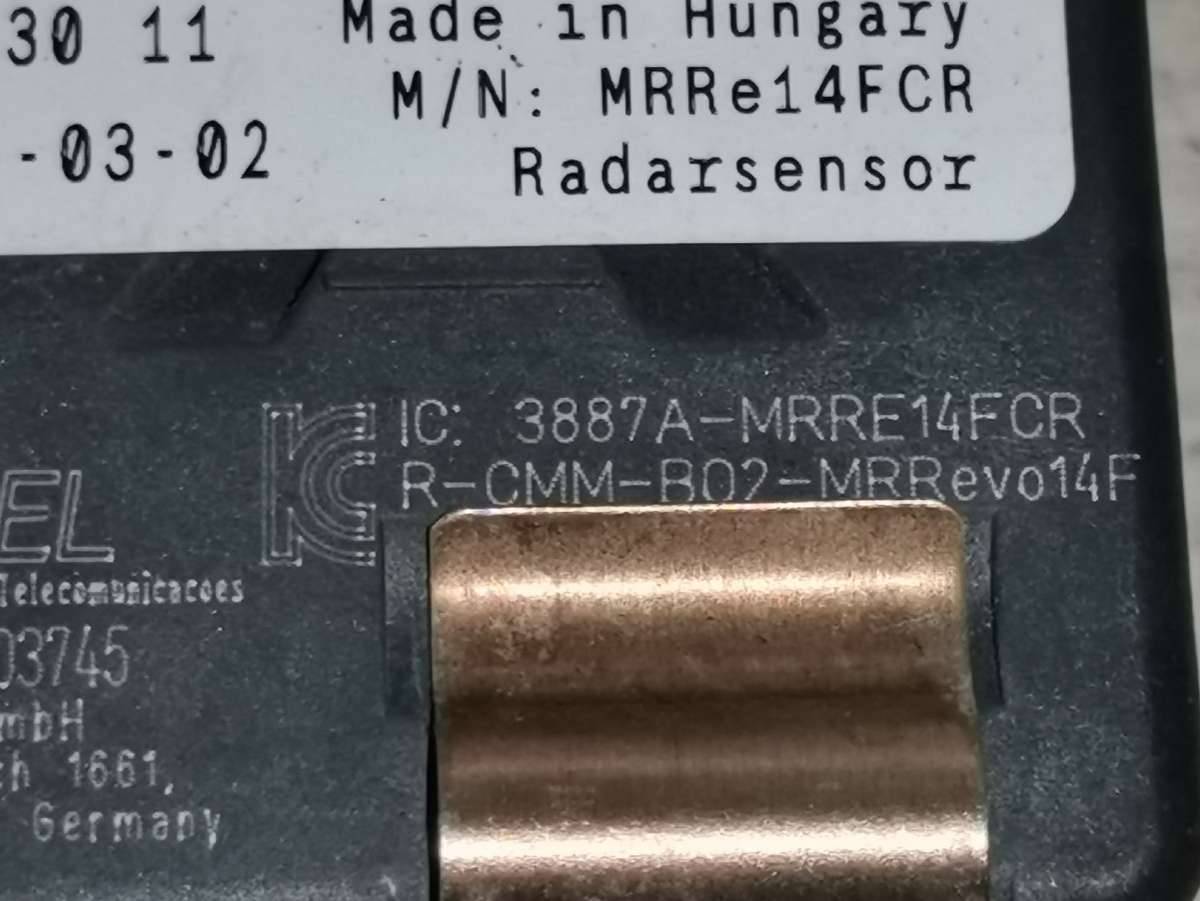 30 11
Made in Hungary
M/N: MRRe14FCR
-03-02
Radarsensor
IC: 3887A-MRRE14FCR
R-CMM-B02-MRRevo14F
EL
Telecomunicacoes
03745
mbH
ch 1661,
Germany